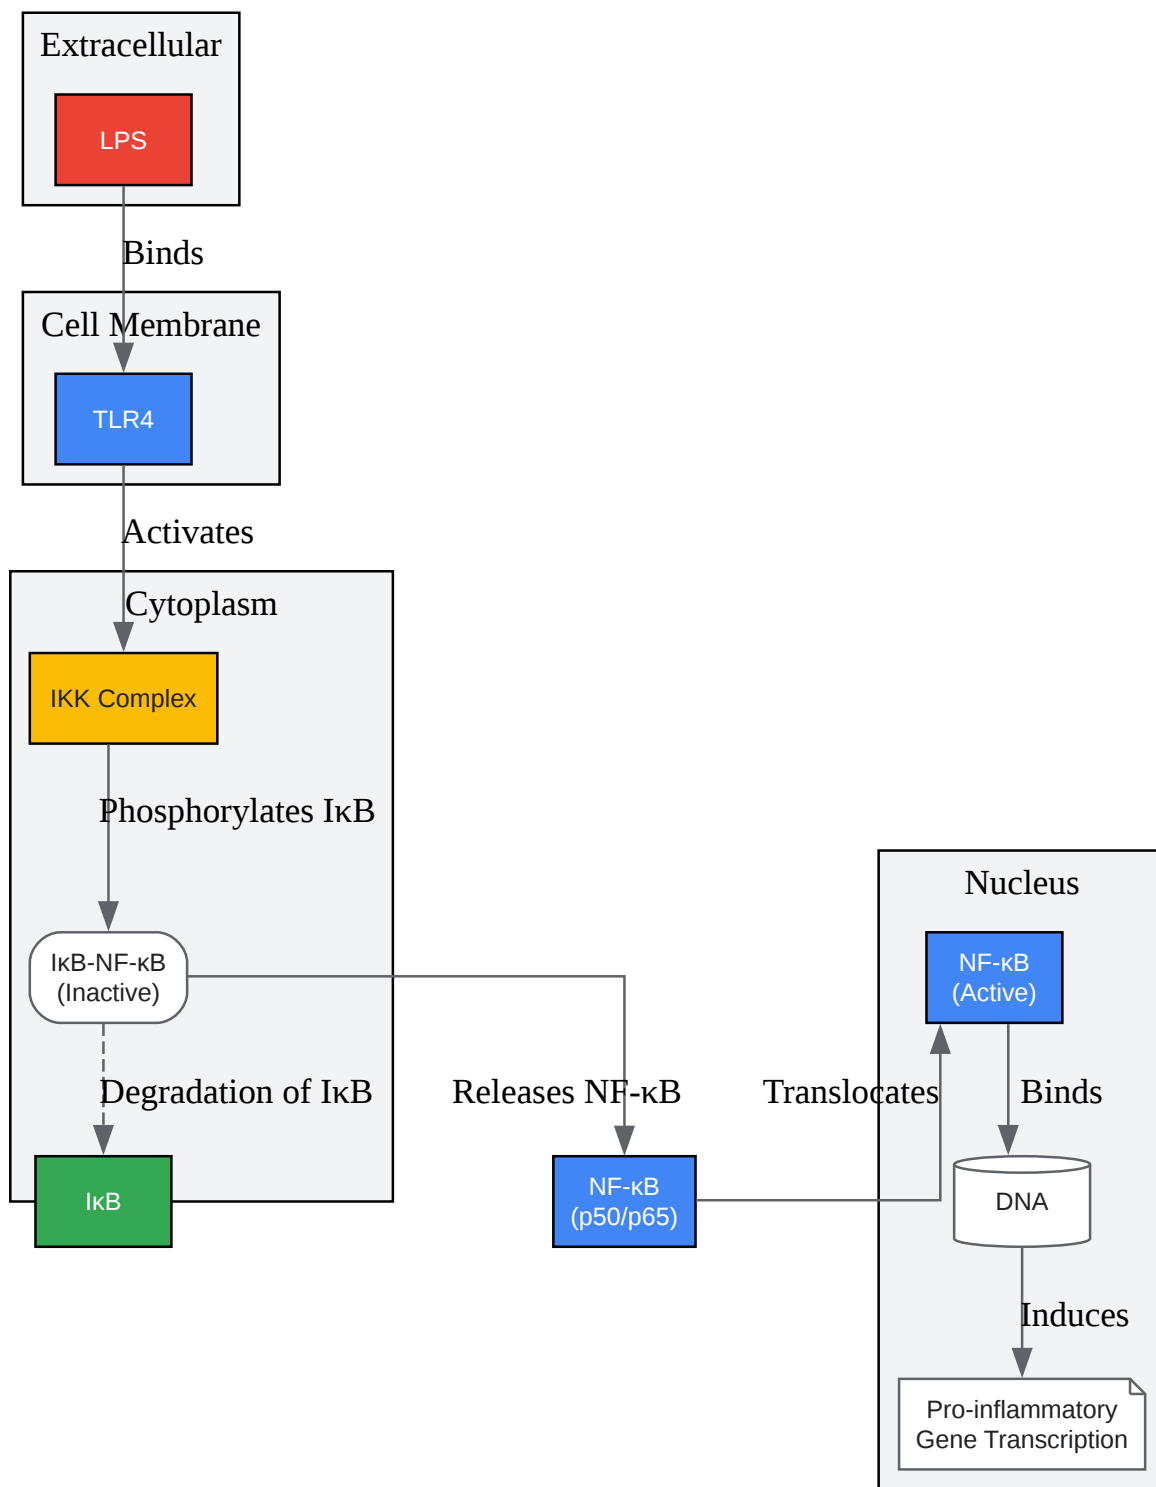 Extracellular
LPS
Binds
Cell Membrane
TLR4
Activates
Cytoplasm
IKK Complex
Phosphorylates IκB
IκB-NF-κB
(Inactive)
Degradation of IκB
IκB
Releases NF-κB
NF-κB
(p50/p65)
Translocates
Nucleus
NF-κB
(Active)
Binds
DNA
Induces
Pro-inflammatory
Gene Transcription